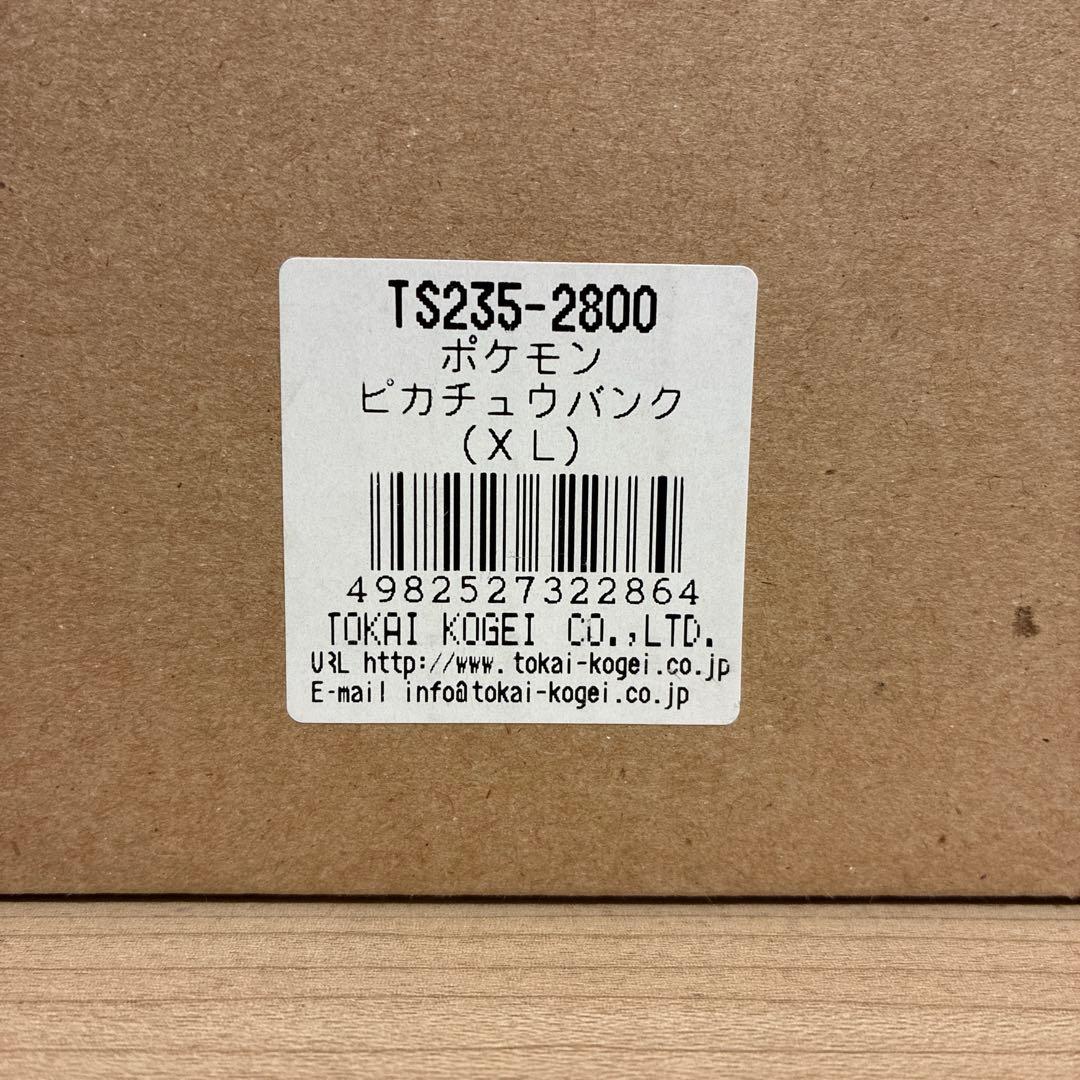 TS235-2800
ポケモン
ピカチュウバンク
(XL)
4982527322864
TOKAI KOGEI CO.,LTD.
URL http://www.tokai-kogei.co.jp
E-mail info@tokai-kogei.co.jp